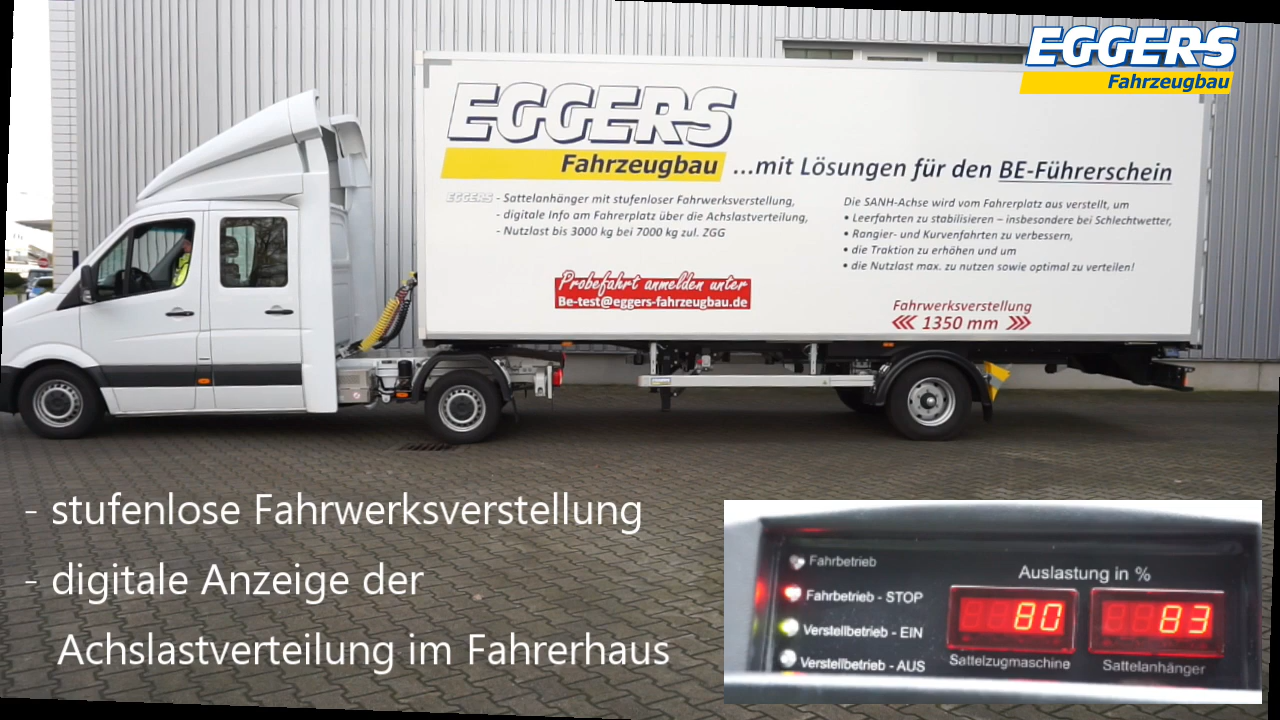 EGGERS
Fahrzeugbau
EGGERS
Fahrzeugbau ...mit Lösungen für den BE-Führerschein
EGGERS - Sattelanhänger mit stufenloser Fahrwerksverstellung,
- digitale Info am Fahrerplatz über die Achslastverteilung,
- Nutzlast bis 3000 kg bei 7000 kg zul. ZGG
Die SANH-Achse wird vom Fahrerplatz aus verstellt, um
• Leerfahrten zu stabilisieren – insbesondere bei Schlechtwetter,
• Rangier- und Kurvenfahrten zu verbessern,
• die Traktion zu erhöhen und um
• die Nutzlast max. zu nutzen sowie optimal zu verteilen!
Probefahrt anmelden unter
Be-test@eggers-fahrzeugbau.de
Fahrwerksverstellung
1350 mm
- stufenlose Fahrwerksverstellung
- digitale Anzeige der
Achslastverteilung im Fahrerhaus
Fahrbetrieb
Fahrbetrieb - STOP
Verstellbetrieb - EIN
Verstellbetrieb - AUS
Auslastung in %
80 83
Sattelzugmaschine Sattelanhänger